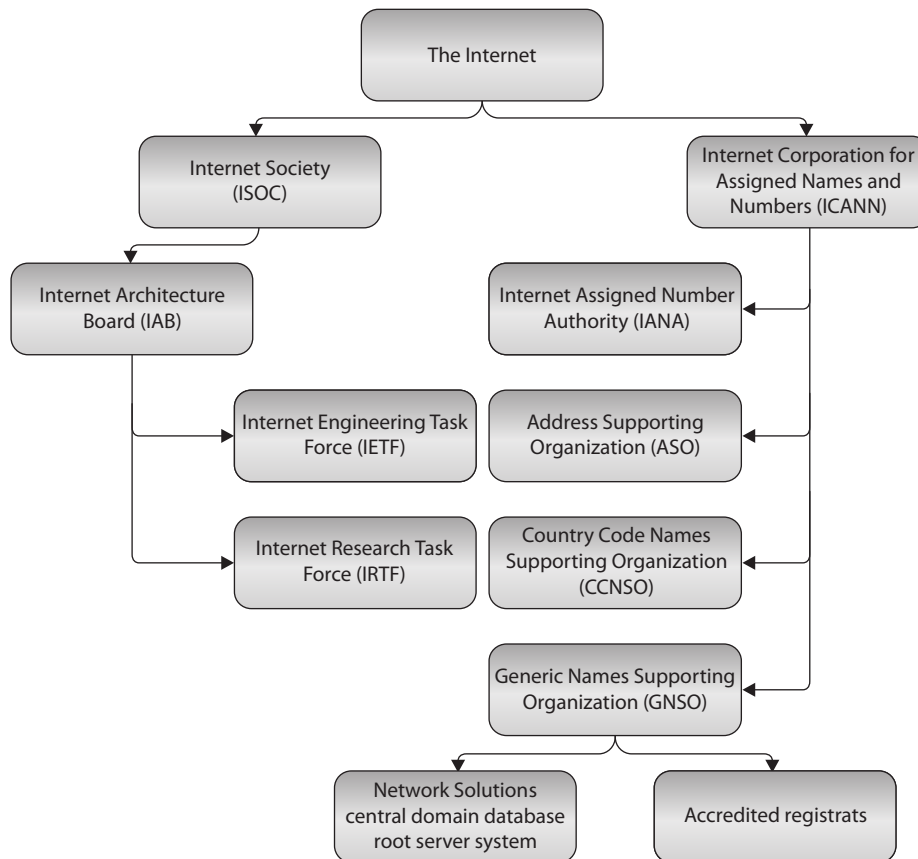 The Internet
Internet Society
(ISOC)
Internet Corporation for
Assigned Names and
Numbers (ICANN)
Internet Architecture
Board (IAB)
Internet Assigned Number
Authority (IANA)
Internet Engineering Task
Force (IETF)
Address Supporting
Organization (ASO)
Internet Research Task
Force (IRTF)
Country Code Names
Supporting Organization
(CCNSO)
Generic Names Supporting
Organization (GNSO)
Network Solutions
central domain database
root server system
Accredited registrats